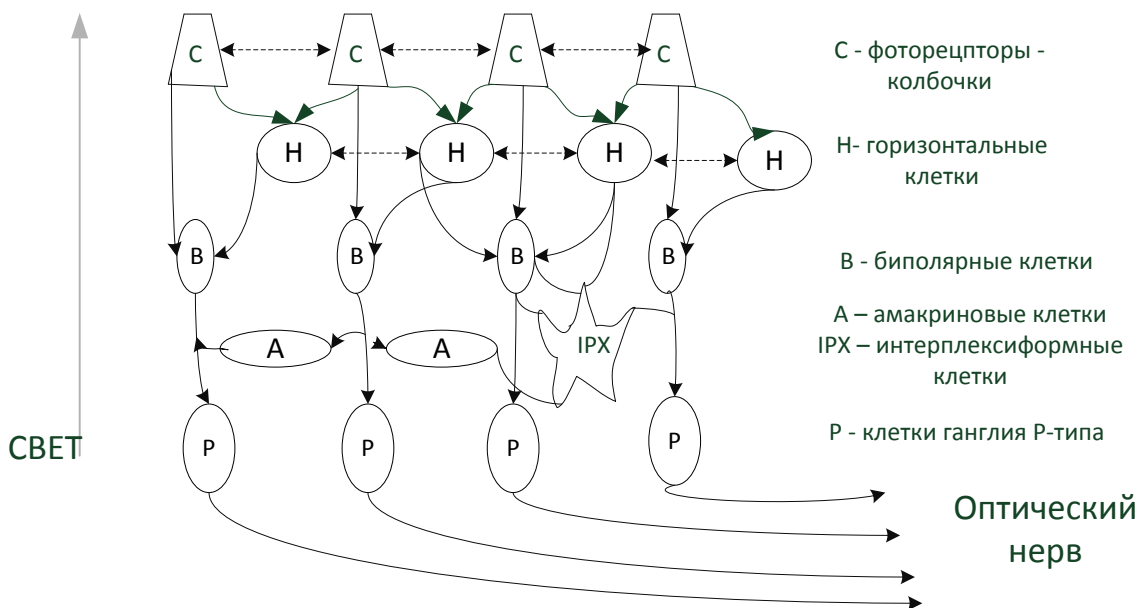 C C C C
C - фоторецпторы -
колбочки
H H H H
H- горизонтальные
клетки
B B B B
B - биполярные клетки
A A
IPX
A – амакриновые клетки
IPX – интерплексиформные
клетки
P P P P
P - клетки ганглия P-типа
СВЕТ
Оптический
нерв